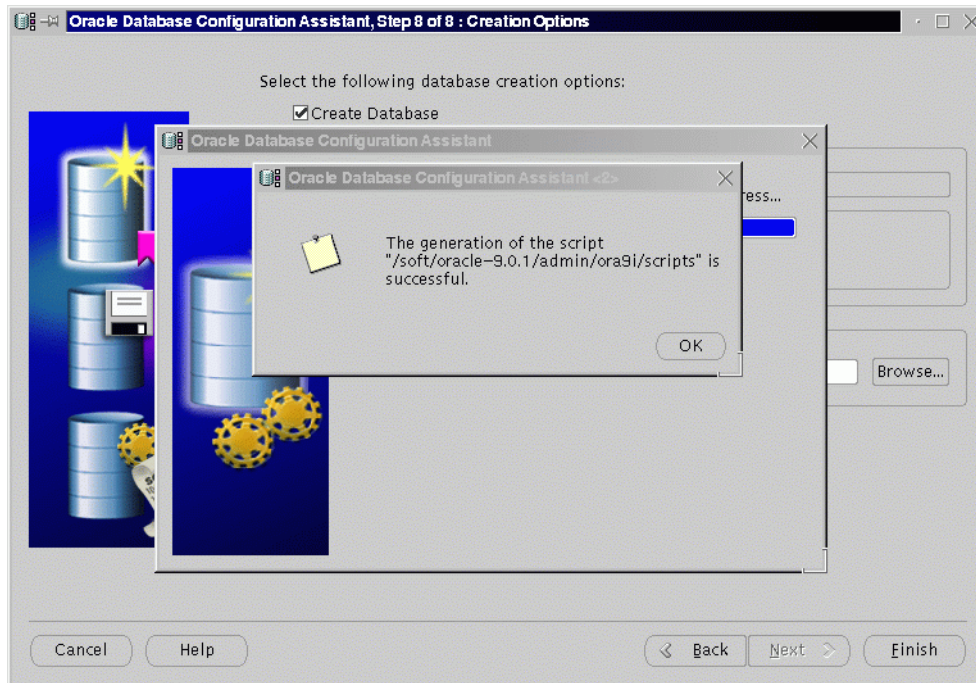 Oracle Database Configuration Assistant, Step 8 of 8 : Creation Options
Select the following database creation options:
Create Database
Oracle Database Configuration Assistant
Oracle Database Configuration Assistant <2>
ress...
The generation of the script
"/soft/oracle-9.0.1/admin/ora9i/scripts" is
successful.
OK
Browse...
Cancel
Help
Back
Next
Finish